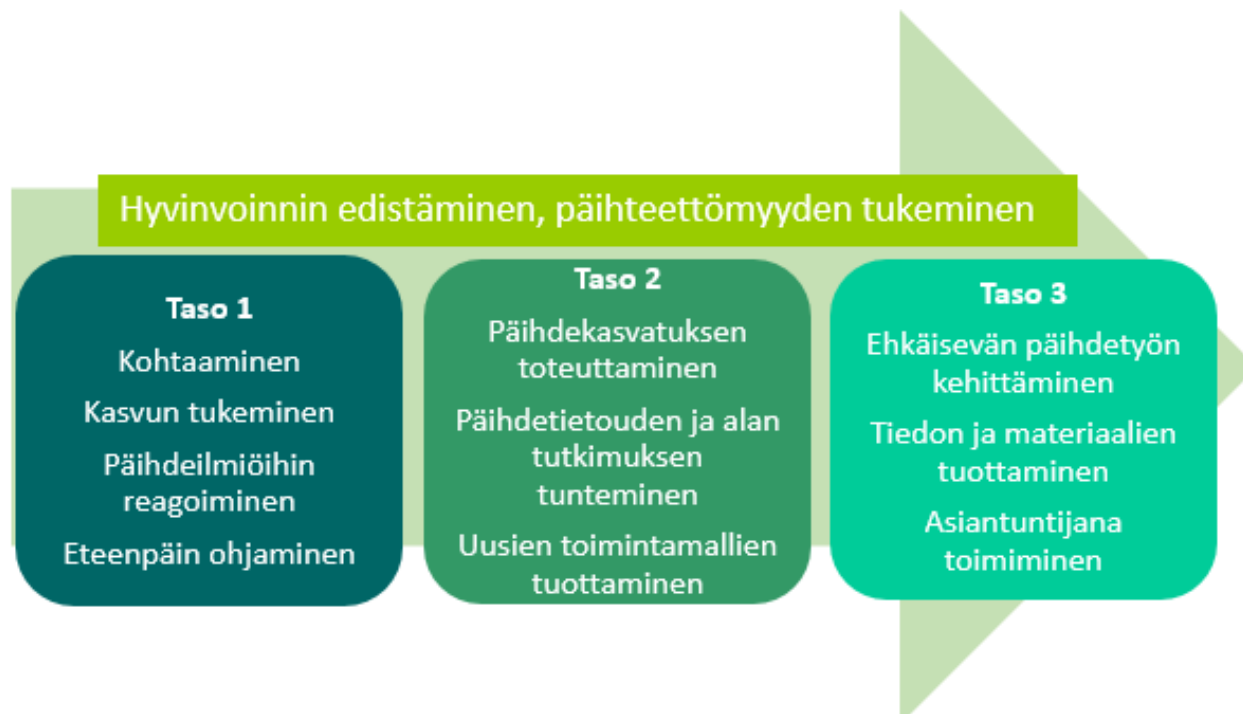 Hyvinvoinnin edistäminen, päihteettömyyden tukeminen
Taso 1
Kohtaaminen
Kasvun tukeminen
Päihdeilmiöihin
reagoiminen
Eteenpäin ohjaaminen
Taso 2
Päihdekasvatuksen
toteuttaminen
Päihdetietouden ja alan
tutkimuksen
tunteminen
Uusien toimintamallien
tuottaminen
Taso 3
Ehkäisevän päihdetyön
kehittäminen
Tiedon ja materiaalien
tuottaminen
Asiantuntijana
toimiminen